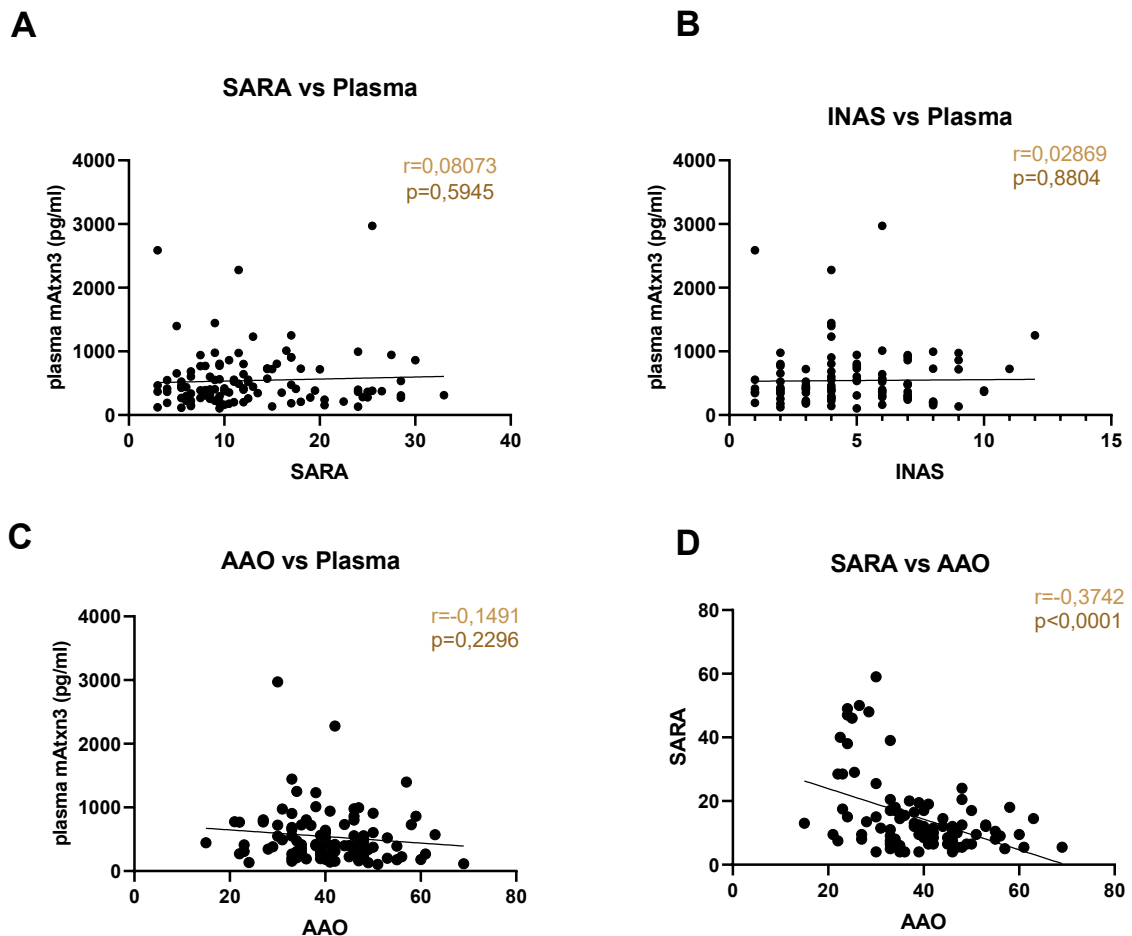 A
SARA vs Plasma
r=0,08073
p=0,5945
plasma mAtxn3 (pg/ml)
4000
3000
2000
1000
0
0 10 20 30 40
SARA
B
INAS vs Plasma
r=0,02869
p=0,8804
plasma mAtxn3 (pg/ml)
4000
3000
2000
1000
0
0 5 10 15
INAS
C
AAO vs Plasma
r=-0,1491
p=0,2296
plasma mAtxn3 (pg/ml)
4000
3000
2000
1000
0
0 20 40 60 80
AAO
D
SARA vs AAO
r=-0,3742
p<0,0001
SARA
80
60
40
20
0
0 20 40 60 80
AAO